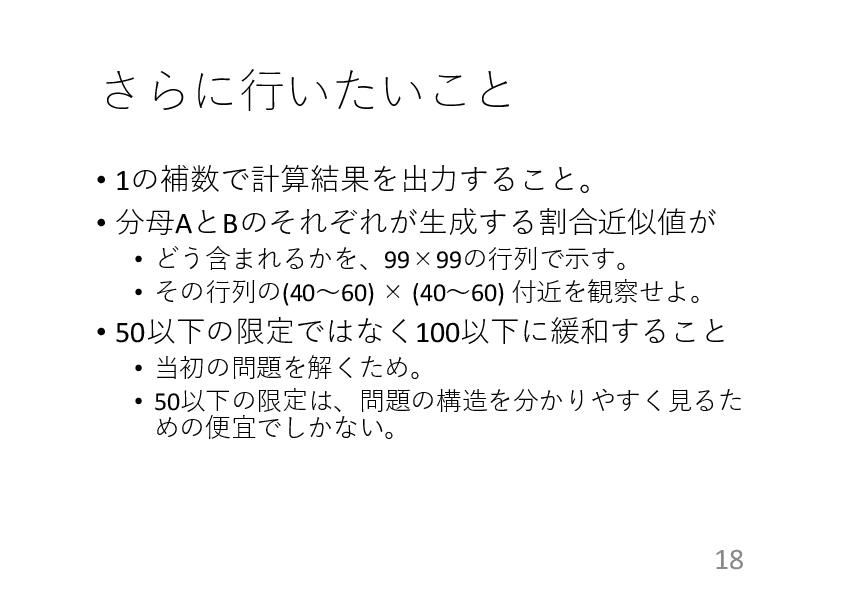 さらに行いたいこと
• 1の補数で計算結果を出力すること。
• 分母AとBのそれぞれが生成する割合近似値が
• どう含まれるかを、99×99の行列で示す。
• その行列の(40～60) × (40～60) 付近を観察せよ。
• 50以下の限定ではなく100以下に緩和すること
• 当初の問題を解くため。
• 50以下の限定は、問題の構造を分かりやすく見るた
めの便宜でしかない。
18